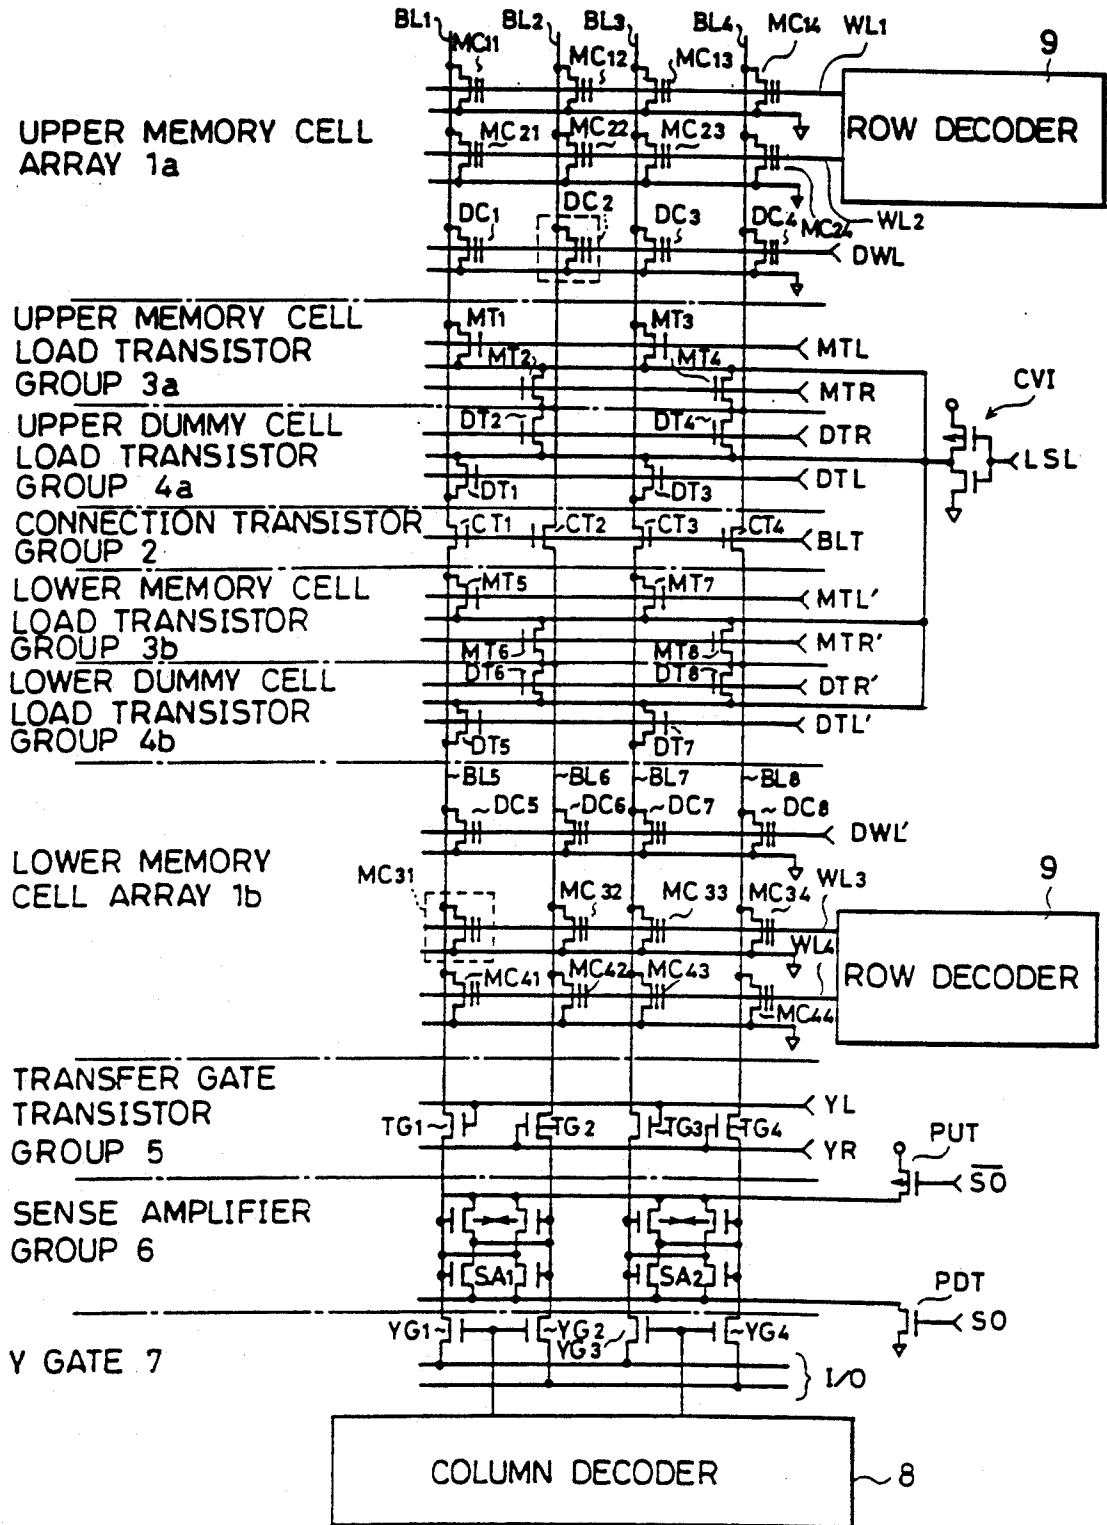 BL1 BL2 BL3 BL4 MC14 WL1 9
MC11 MC12 MC13
UPPER MEMORY CELL
ARRAY 1a
ROW DECODER
MC21 MC22 MC23
MC24 WL2
DC1 DC2 DC3 DC4
DWL
UPPER MEMORY CELL
LOAD TRANSISTOR
GROUP 3a
MT1 MT3
MTL
MT2 MT4
MTR
CVI
UPPER DUMMY CELL
LOAD TRANSISTOR
GROUP 4a
DT2 DT4
DTR
LSL
DTL
DT1 DT3
CONNECTION TRANSISTOR
GROUP 2
CT1 CT2 CT3 CT4
BLT
LOWER MEMORY CELL
LOAD TRANSISTOR
GROUP 3b
MT5 MT7
MTL'
MT6 MT8
MTR'
LOWER DUMMY CELL
LOAD TRANSISTOR
GROUP 4b
DT6 DT8
DTR'
DTL'
DT5 DT7
BL5 BL6 BL7 BL8
DC5 DC6 DC7 DC8
DWL'
LOWER MEMORY
CELL ARRAY 1b
MC31 MC32 MC33 MC34 WL3 9
WL4
ROW DECODER
MC41 MC42 MC43
MC44
TRANSFER GATE
TRANSISTOR
GROUP 5
YL
TG1 TG2 TG3 TG4
YR
PUT
SO
SENSE AMPLIFIER
GROUP 6
SA1 SA2
PDT
SO
YG1 YG2 YG3 YG4
Y GATE 7
I/O
COLUMN DECODER
8